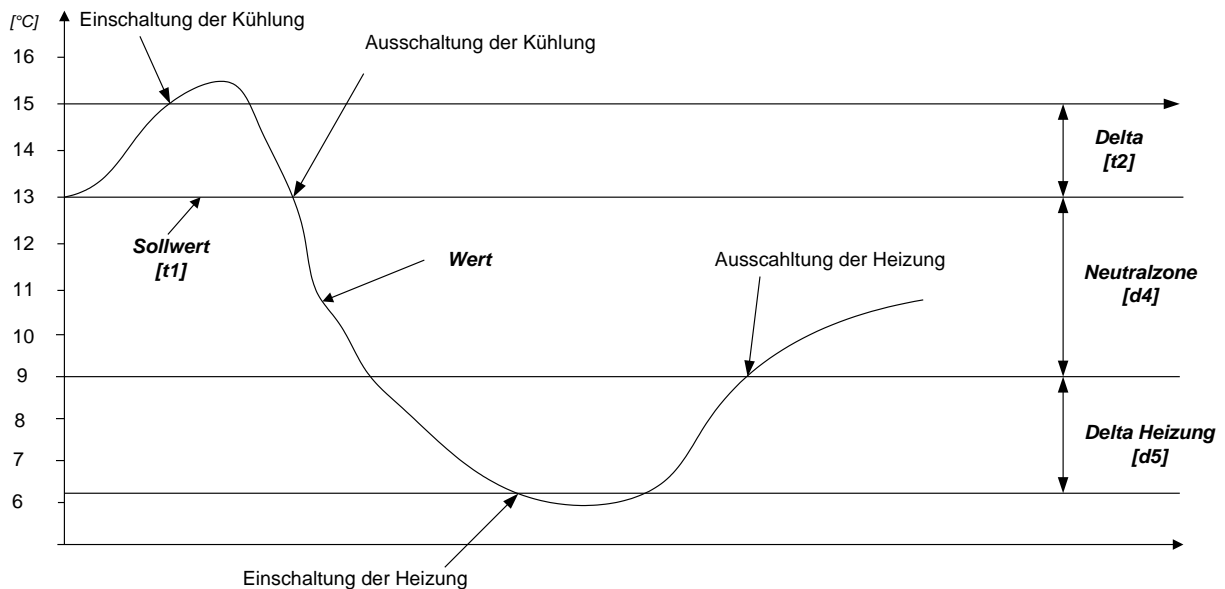 [°C]
Einschaltung der Kühlung
Ausschaltung der Kühlung
16
15
14
Delta
[t2]
13
Sollwert
[t1]
12
Wert
Ausscahltung der Heizung
Neutralzone
[d4]
11
10
9
8
Delta Heizung
[d5]
7
6
Einschaltung der Heizung